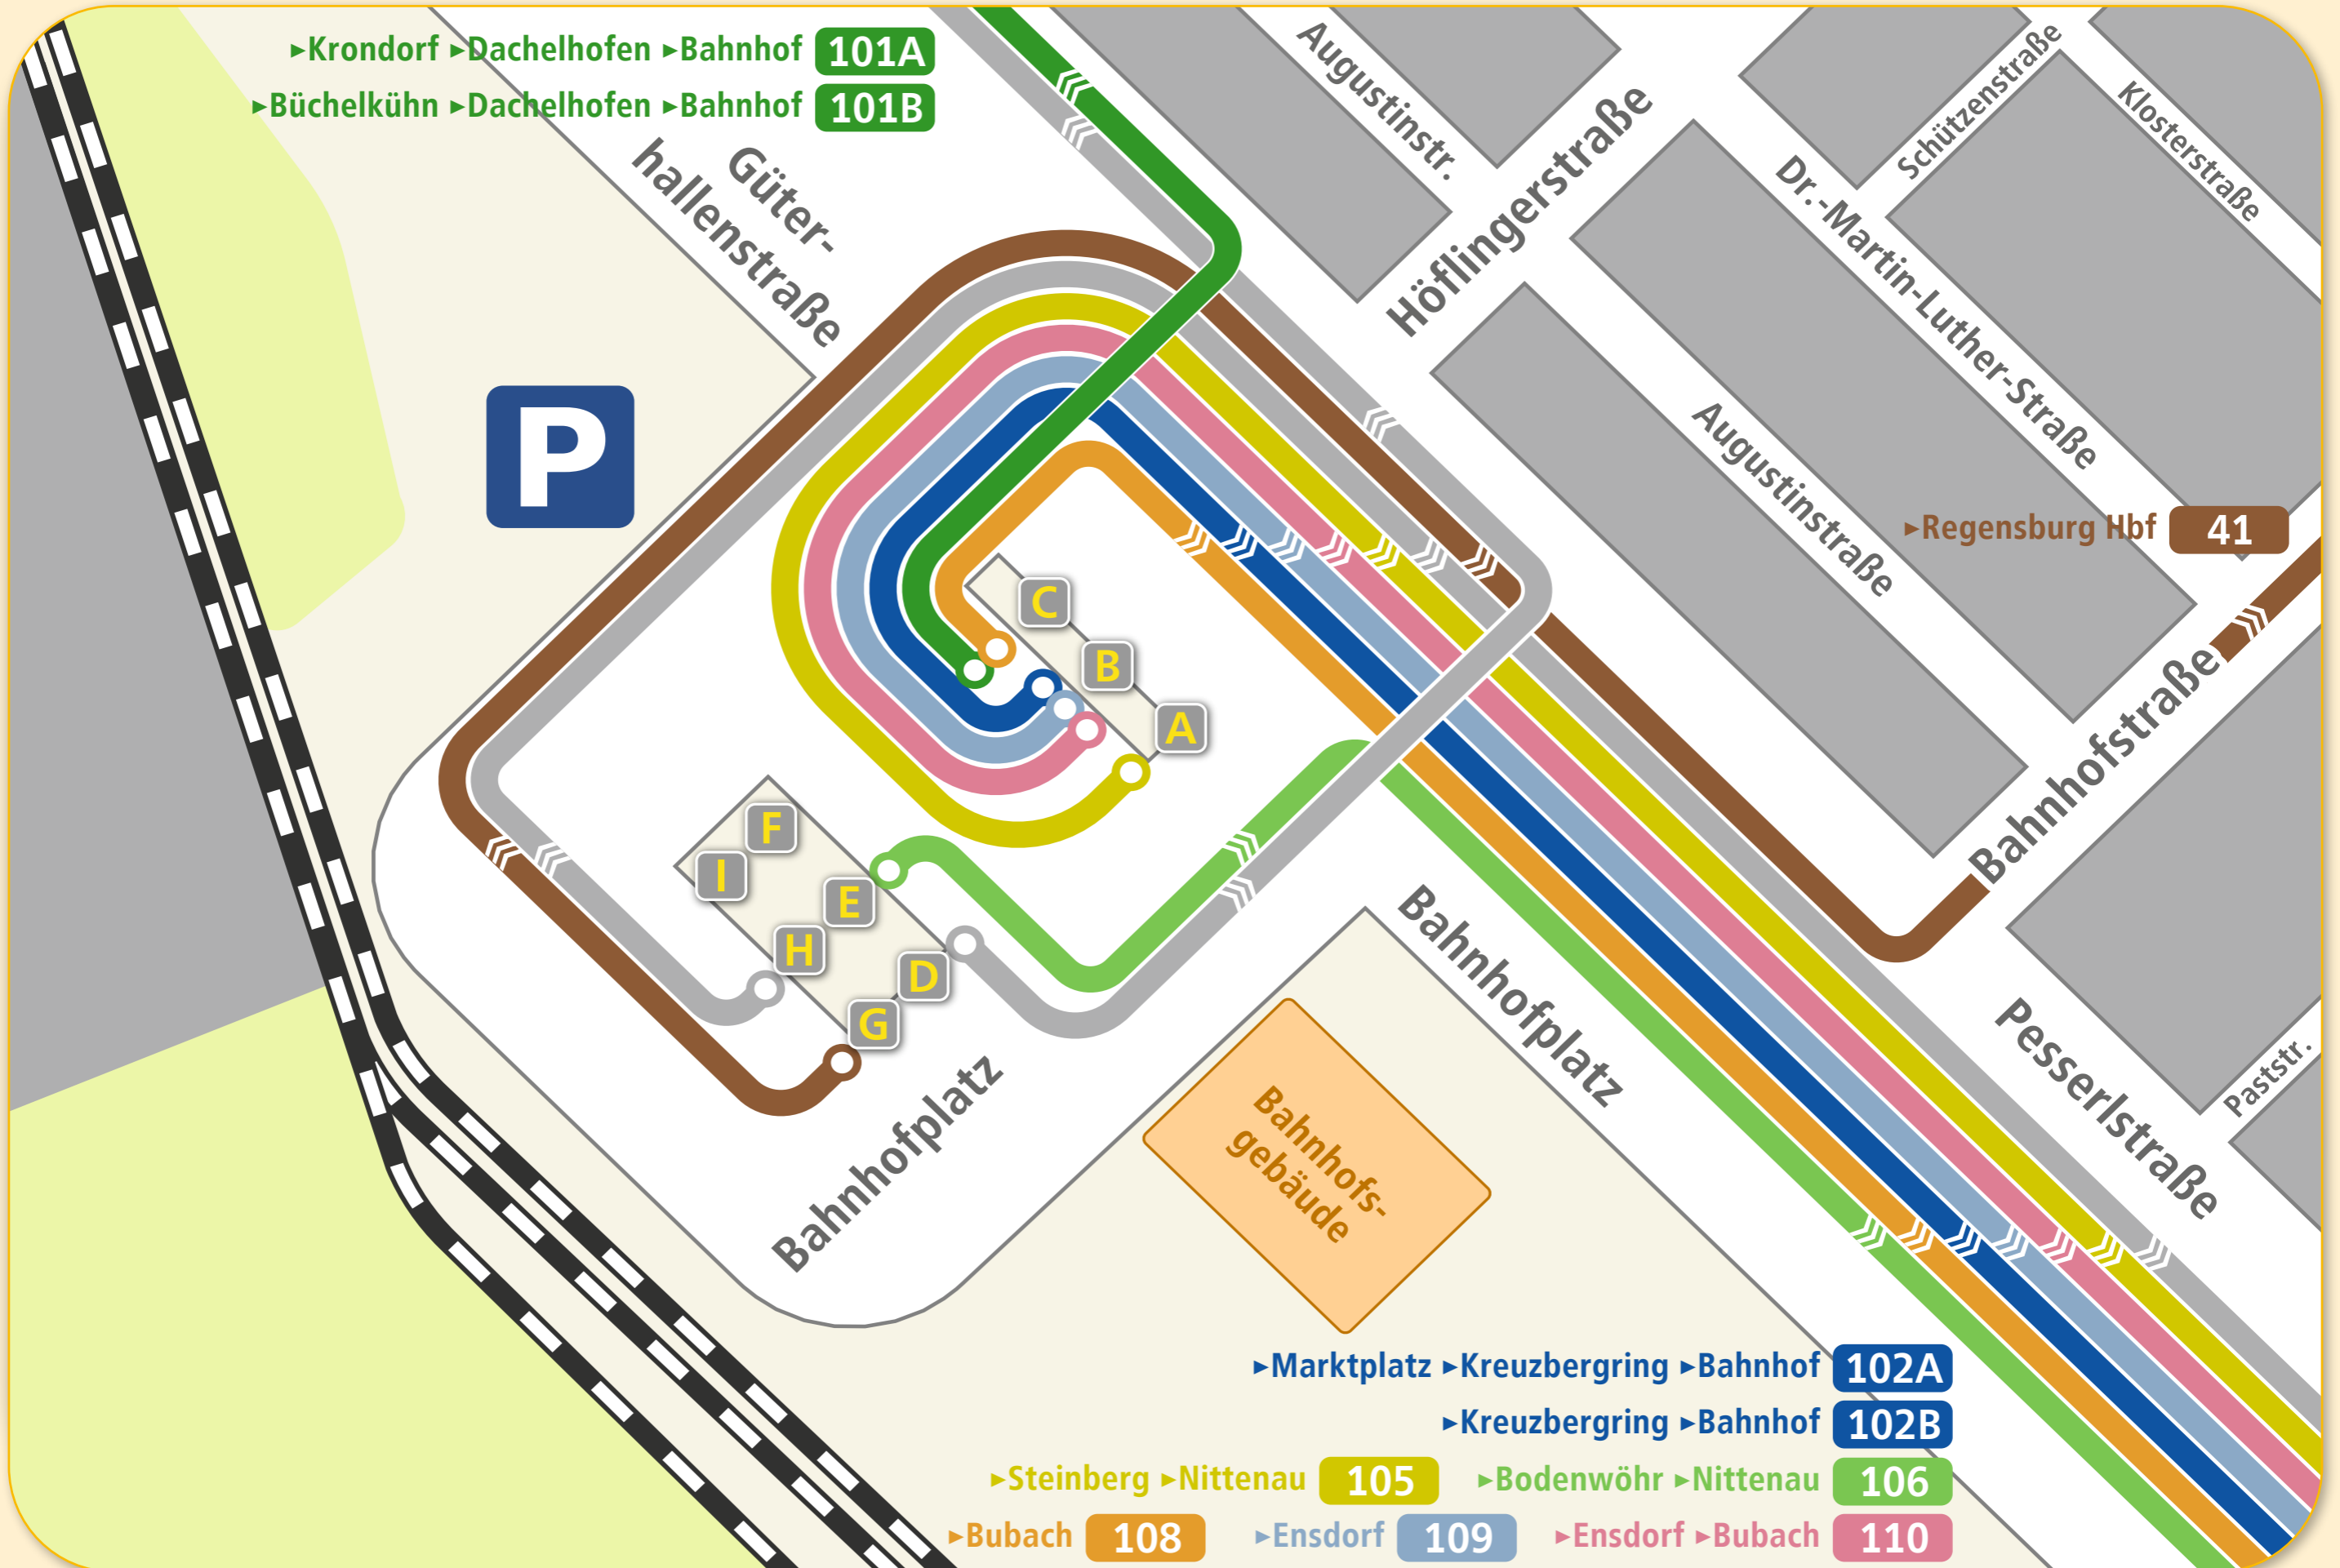 ▸Krondorf ▸Dachelhofen ▸Bahnhof 101A
▸Büchelkühn ▸Dachelhofen ▸Bahnhof 101B
Güter-
hallenstraße
Augustinstr.
Höflingerstraße
Schützenstraße
Klosterstraße
Dr.-Martin-Luther-Straße
Augustinstraße
P
▸Regensburg Hbf 41
C
B
A
F
I
E
H
D
G
Bahnhofstraße
Bahnhofplatz
Bahnhofplatz
Pesserlstraße
Paststr.
Bahnhofs-
gebäude
▸Marktplatz ▸Kreuzbergring ▸Bahnhof 102A
▸Kreuzbergring ▸Bahnhof 102B
▸Steinberg ▸Nittenau 105 ▸Bodenwöhr ▸Nittenau 106
▸Bubach 108 ▸Ensdorf 109 ▸Ensdorf ▸Bubach 110